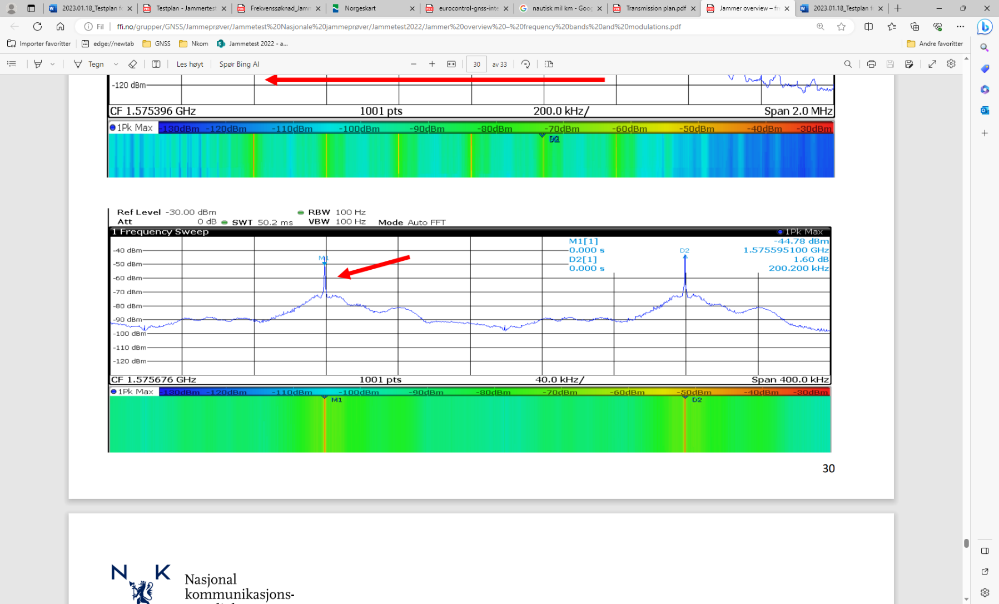 2023.01.18_Testplan f
Testplan - Jammertest
Frekvenssøknad_Jamn
Norgeskart
eurocontrol-gnss-inte
nautisk mil km - Goog
Transmission plan.pdf
Jammer overview – fre
2023.01.18_Testplan f
Fil
ffi.no/grupper/GNSS/Jammeprøver/Jammetest%20Nasjonale%20jammeprøver/Jammetest2022/Jammer%20overview%20–%20frequency%20bands%20and%20modulations.pdf
Importer favoritter
edge://newtab
GNSS
Nkom
Jammetest 2022 - a...
Andre favoritter
Tegn
Les høyt
Spør Bing AI
30 av 33
-120 dBm
CF 1.575396 GHz 1001 pts 200.0 kHz/ Span 2.0 MHz
1Pk Max -130dBm -120dBm -110dBm -100dBm -90dBm -80dBm -70dBm -60dBm -50dBm -40dBm -30dBm
Ref Level -30.00 dBm RBW 100 Hz
Att 0 dB SWT 50.2 ms VBW 100 Hz Mode Auto FFT
1 Frequency Sweep 1Pk Max
M1[1] -44.78 dBm
0.000 s 1.575595100 GHz
D2[1] 1.60 dB
0.000 s 200.200 kHz
M1
D2
-40 dBm
-50 dBm
-60 dBm
-70 dBm
-80 dBm
-90 dBm
-100 dBm
-110 dBm
-120 dBm
CF 1.575676 GHz 1001 pts 40.0 kHz/ Span 400.0 kHz
1Pk Max -130dBm -120dBm -110dBm -100dBm -90dBm -80dBm -70dBm -60dBm -50dBm -40dBm -30dBm
M1 D2
30
N K
Nasjonal
kommunikasjons-